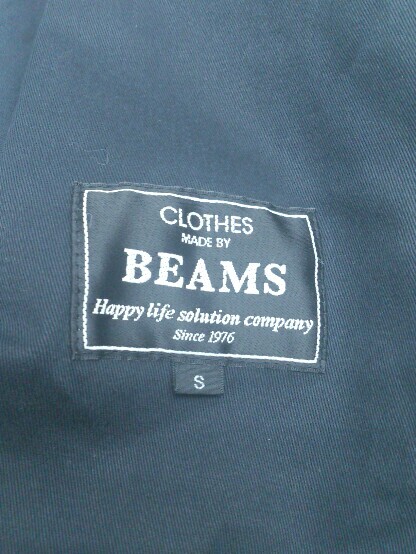 CLOTHES
MADE BY
BEAMS
Happy life solution company
Since 1976
S